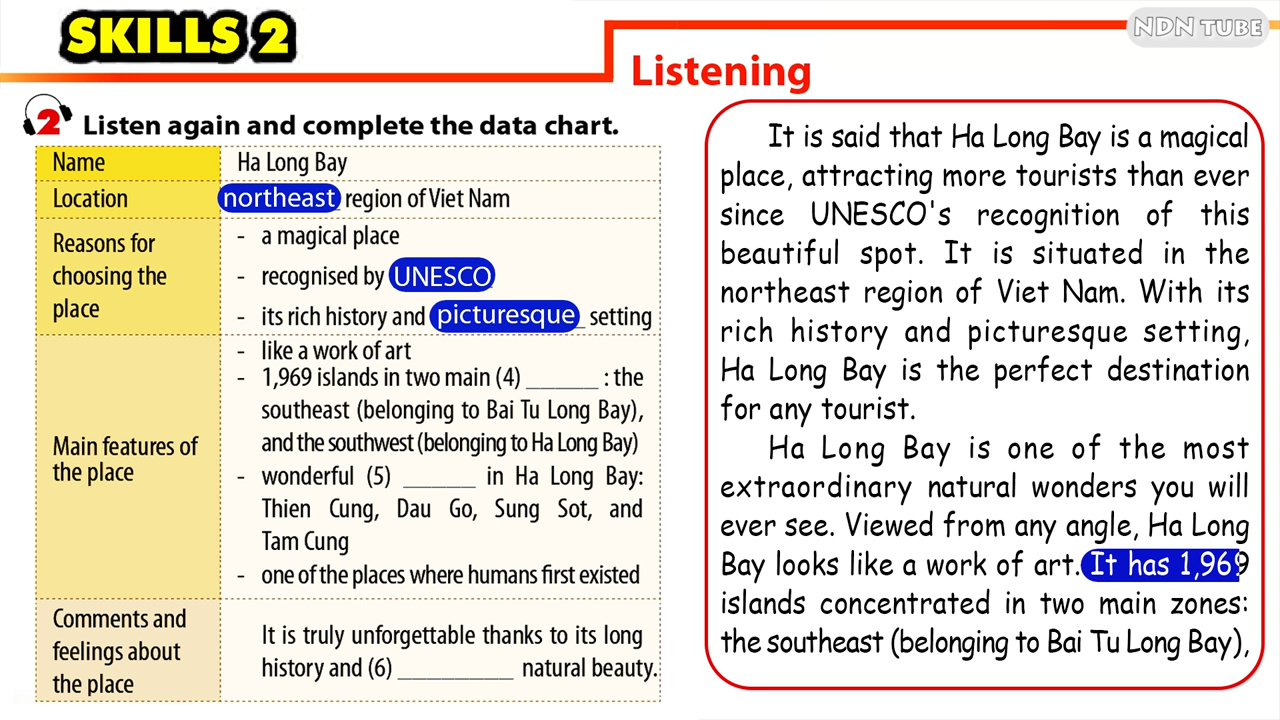 SKILLS 2
NDN TUBE
Listening
2 Listen again and complete the data chart.
Name Ha Long Bay
Location northeast_ region of Viet Nam
Reasons for choosing the place
- a magical place
- recognised by UNESCO
- its rich history and picturesque_ setting
Main features of the place
- like a work of art
- 1,969 islands in two main (4) ______ : the
southeast (belonging to Bai Tu Long Bay),
and the southwest (belonging to Ha Long Bay)
- wonderful (5) ______ in Ha Long Bay:
Thien Cung, Dau Go, Sung Sot, and
Tam Cung
- one of the places where humans first existed
Comments and feelings about the place
It is truly unforgettable thanks to its long
history and (6) __________ natural beauty.
It is said that Ha Long Bay is a magical
place, attracting more tourists than ever
since UNESCO's recognition of this
beautiful spot. It is situated in the
northeast region of Viet Nam. With its
rich history and picturesque setting,
Ha Long Bay is the perfect destination
for any tourist.
Ha Long Bay is one of the most
extraordinary natural wonders you will
ever see. Viewed from any angle, Ha Long
Bay looks like a work of art. It has 1,969
islands concentrated in two main zones:
the southeast (belonging to Bai Tu Long Bay),